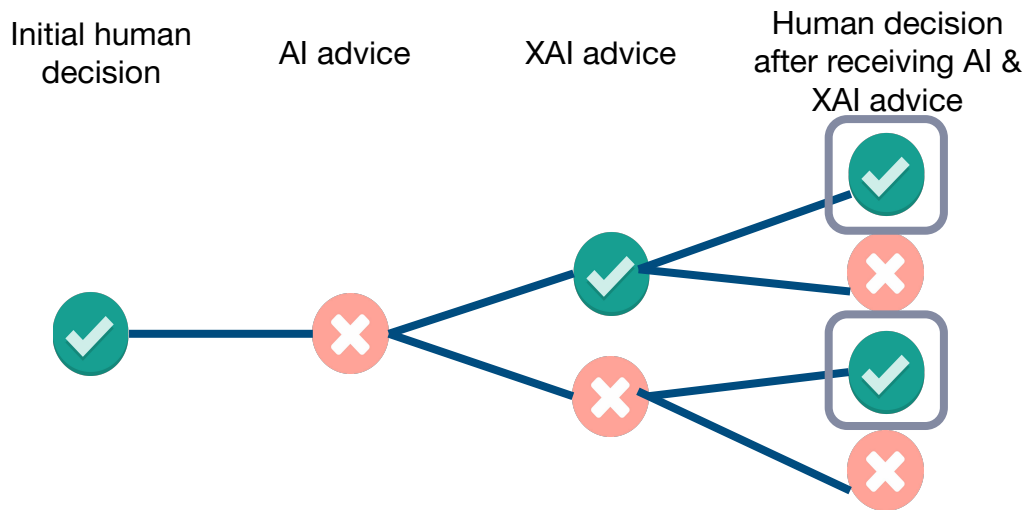 Initial human
decision
AI advice
XAI advice
Human decision
after receiving AI &
XAI advice